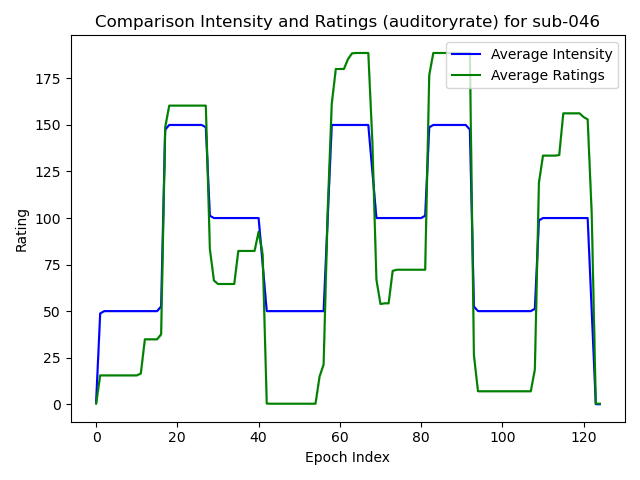 Comparison Intensity and Ratings (auditoryrate) for sub-046
Average Intensity
Average Ratings
Rating
175
150
125
100
75
50
25
0
0 20 40 60 80 100 120
Epoch Index